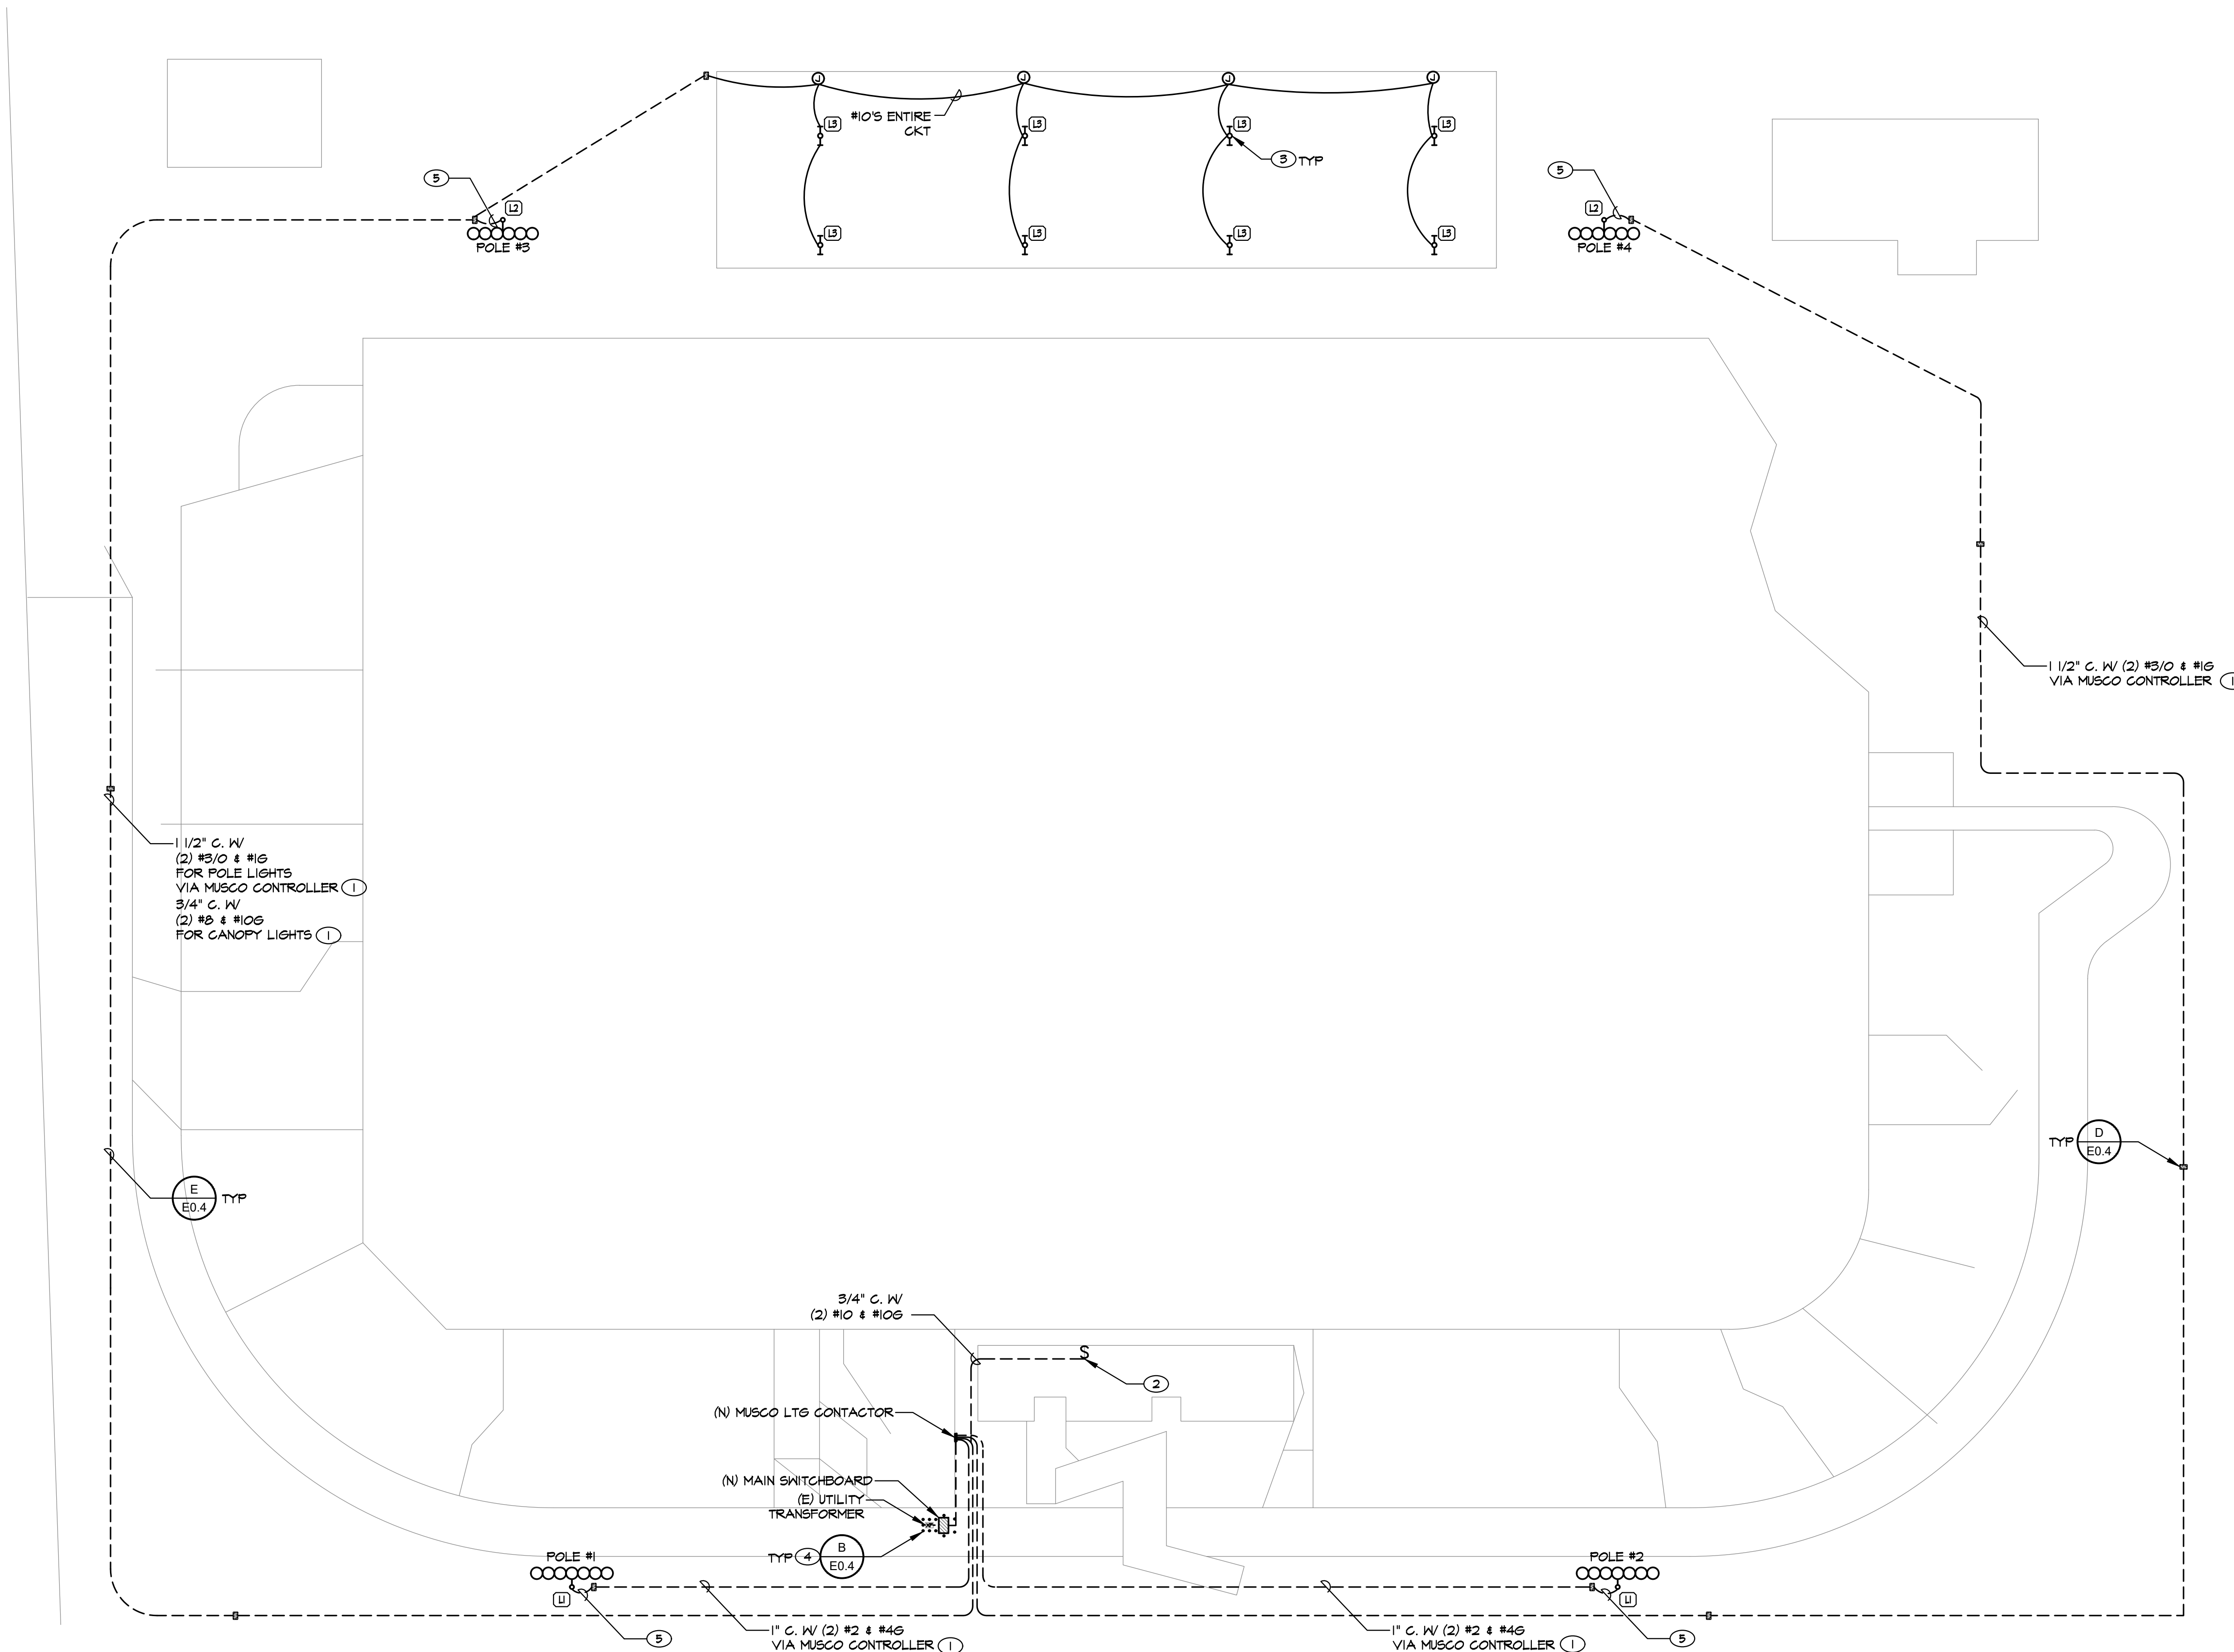 J
J
J
J
#10'S ENTIRE
CKT
L3
L3
L3
L3
3 TYP
5
L2
POLE #3
5
L2
POLE #4
L3
L3
L3
L3
1 1/2" C. W/ (2) #3/0 & #1G
VIA MUSCO CONTROLLER 1
1 1/2" C. W/
(2) #3/0 & #1G
FOR POLE LIGHTS
VIA MUSCO CONTROLLER 1
3/4" C. W/
(2) #8 & #10G
FOR CANOPY LIGHTS 1
TYP
D
E0.4
E
E0.4
TYP
3/4" C. W/
(2) #10 & #10G
S
2
(N) MUSCO LTG CONTACTOR
(N) MAIN SWITCHBOARD
(E) UTILITY
TRANSFORMER
TYP 4
B
E0.4
POLE #1
L1
5
POLE #2
L1
5
1" C. W/ (2) #2 & #4G
VIA MUSCO CONTROLLER 1
1" C. W/ (2) #2 & #4G
VIA MUSCO CONTROLLER 1